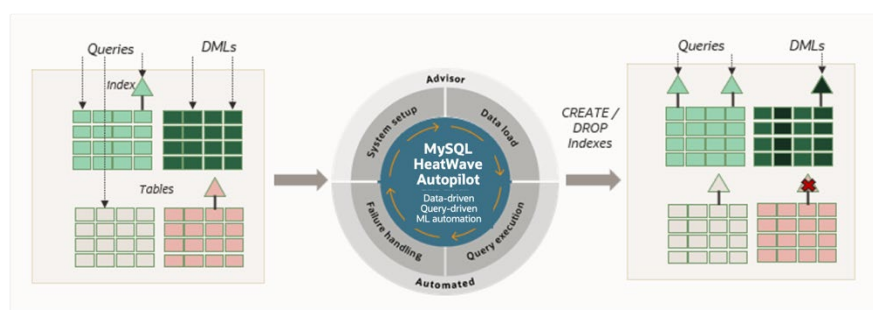 Queries
DMLs
Index
Tables
Advisor
System setup
Data load
MySQL
HeatWave
Autopilot
Data-driven
Query-driven
ML automation
Failure handling
Query execution
Automated
CREATE /
DROP
Indexes
Queries
DMLs